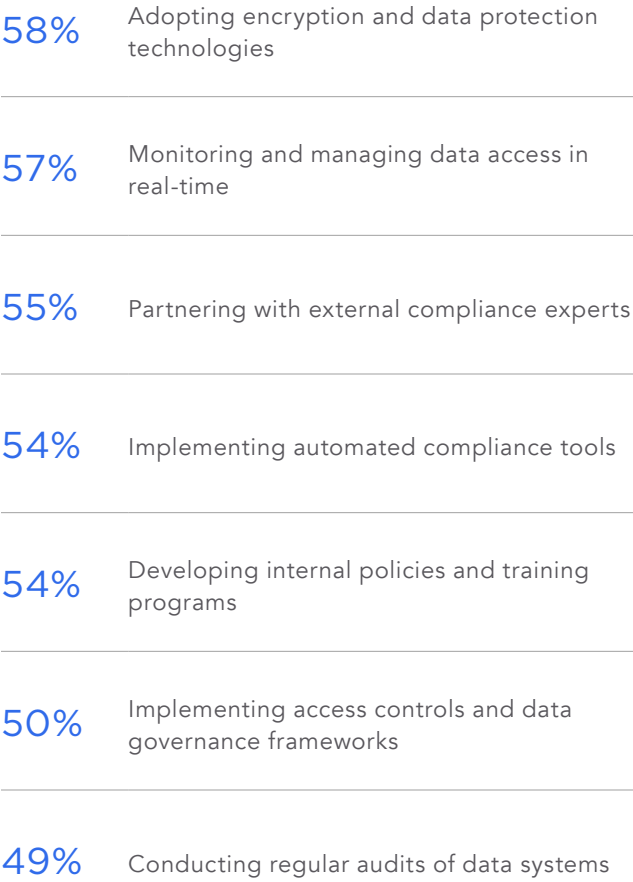 58%
Adopting encryption and data protection
technologies
57%
Monitoring and managing data access in
real-time
55%
Partnering with external compliance experts
54%
Implementing automated compliance tools
54%
Developing internal policies and training
programs
50%
Implementing access controls and data
governance frameworks
49%
Conducting regular audits of data systems